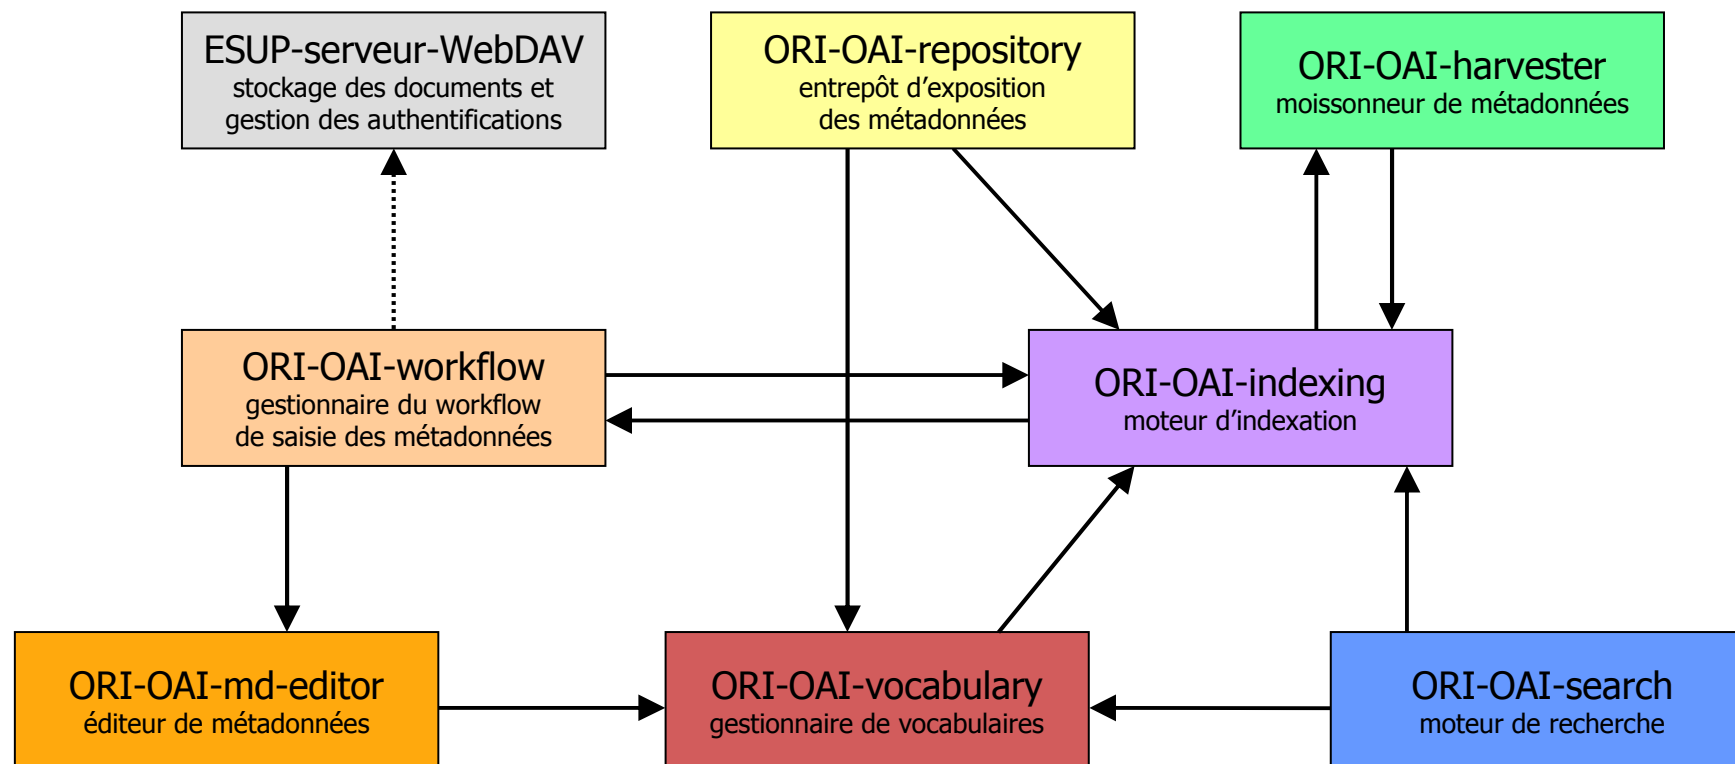 ESUP-serveur-WebDAV
stockage des documents et
gestion des authentifications
ORI-OAI-repository
entrepôt d’exposition
des métadonnées
ORI-OAI-harvester
moissonneur de métadonnées
ORI-OAI-workflow
gestionnaire du workflow
de saisie des métadonnées
ORI-OAI-indexing
moteur d’indexation
ORI-OAI-md-editor
éditeur de métadonnées
ORI-OAI-vocabulary
gestionnaire de vocabulaires
ORI-OAI-search
moteur de recherche